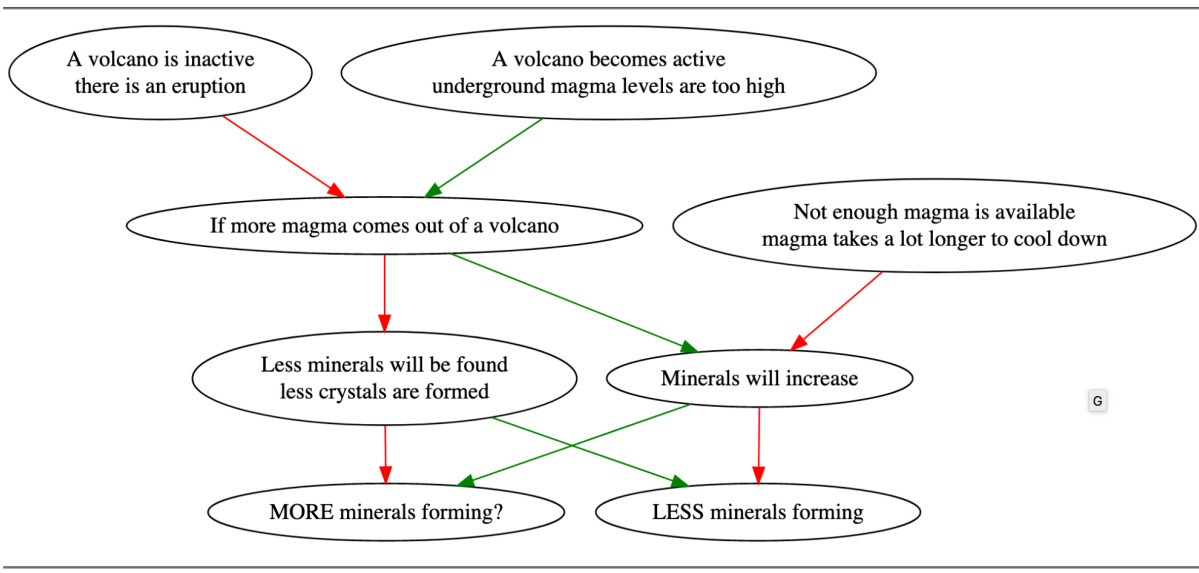 A volcano is inactive
there is an eruption
A volcano becomes active
underground magma levels are too high
If more magma comes out of a volcano
Not enough magma is available
magma takes a lot longer to cool down
Less minerals will be found
less crystals are formed
Minerals will increase
G
MORE minerals forming?
LESS minerals forming